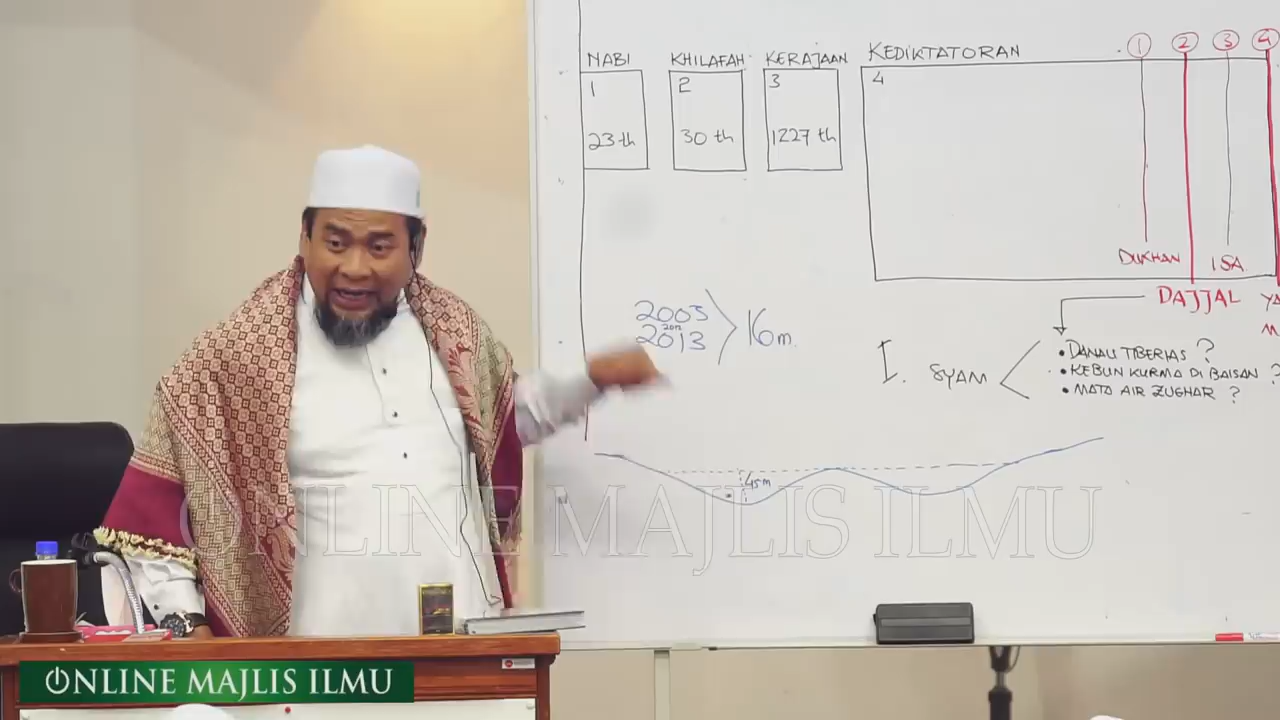 NABI KHILAFAH KERAJAAN KEDIKTATORAN 1 2 3 4
1 2 3 4
23 th 30 th 1227 th
DUKHAN ISA
DAJJAL
2003
2013
16 m.
I. SYAM
• DANAU TIBERIAS ?
• KEBUN KURMA DI BAISAN ?
• MATA AIR ZUGHAR ?
45m
ONLINE MAJLIS ILMU
ONLINE MAJLIS ILMU